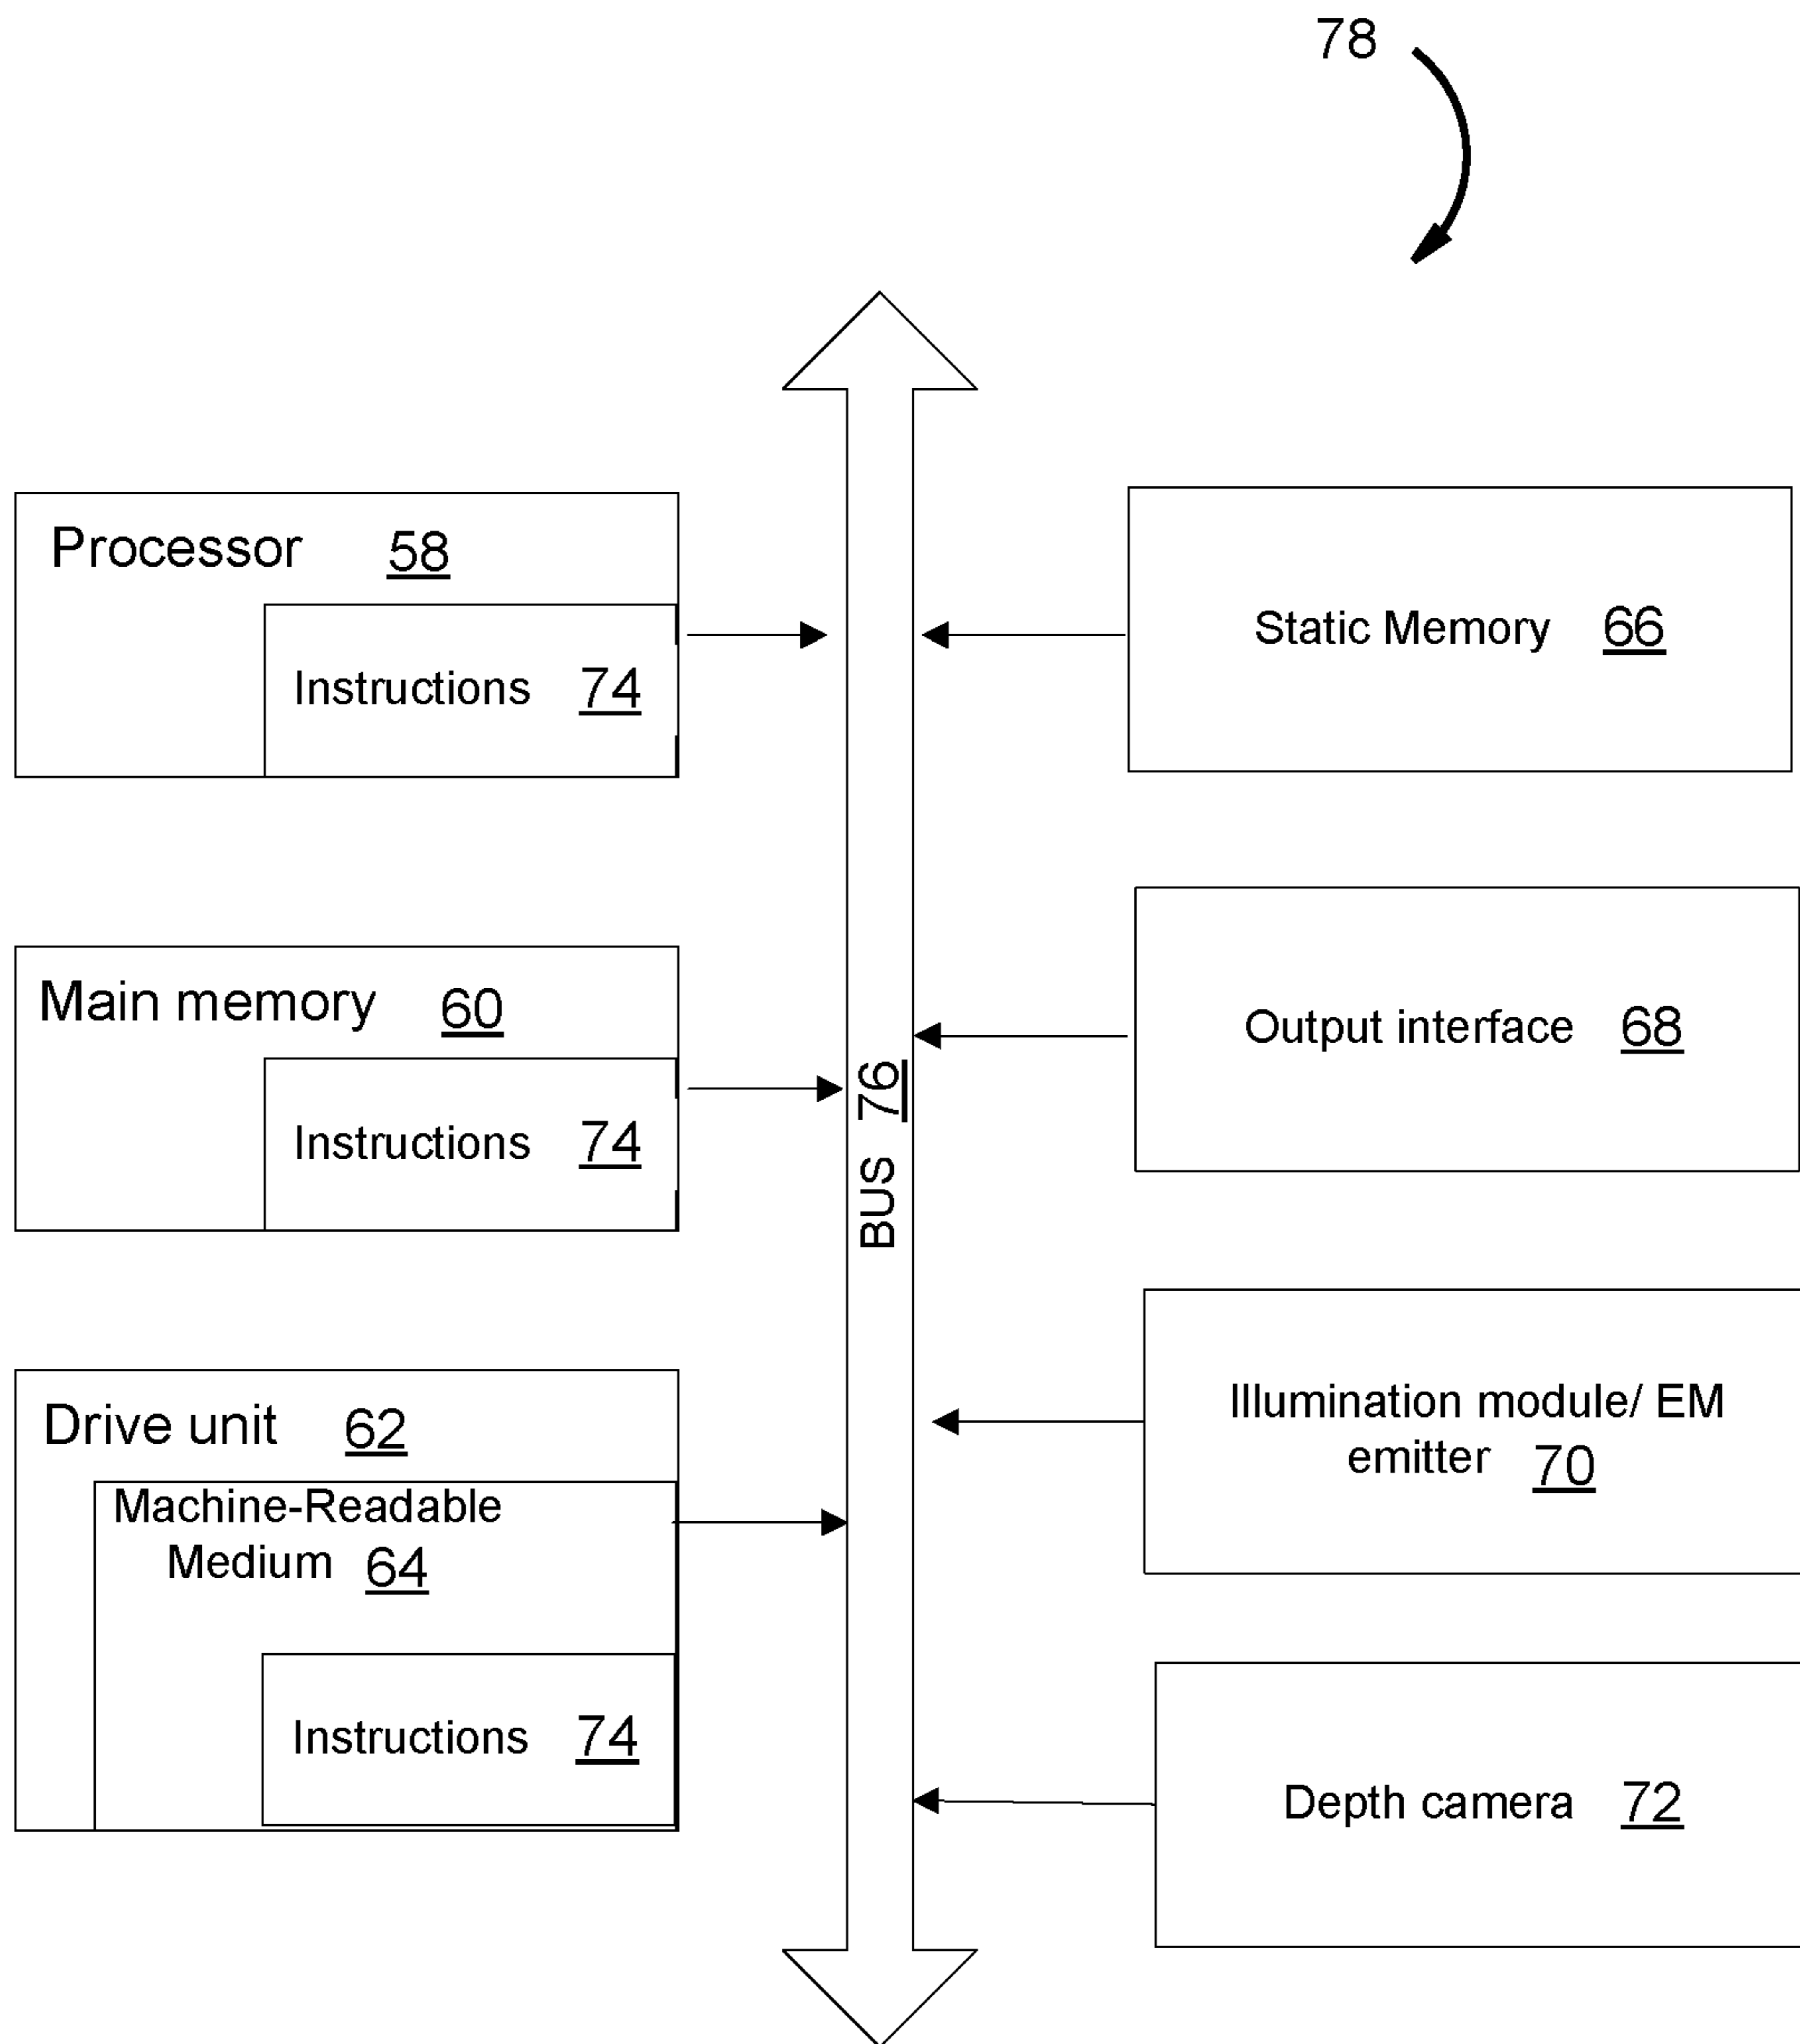 78
Processor 58
Instructions 74
Static Memory 66
Main memory 60
Instructions 74
Output interface 68
BUS 76
Drive unit 62
Machine-Readable
Medium 64
Instructions 74
Illumination module/ EM
emitter 70
Depth camera 72